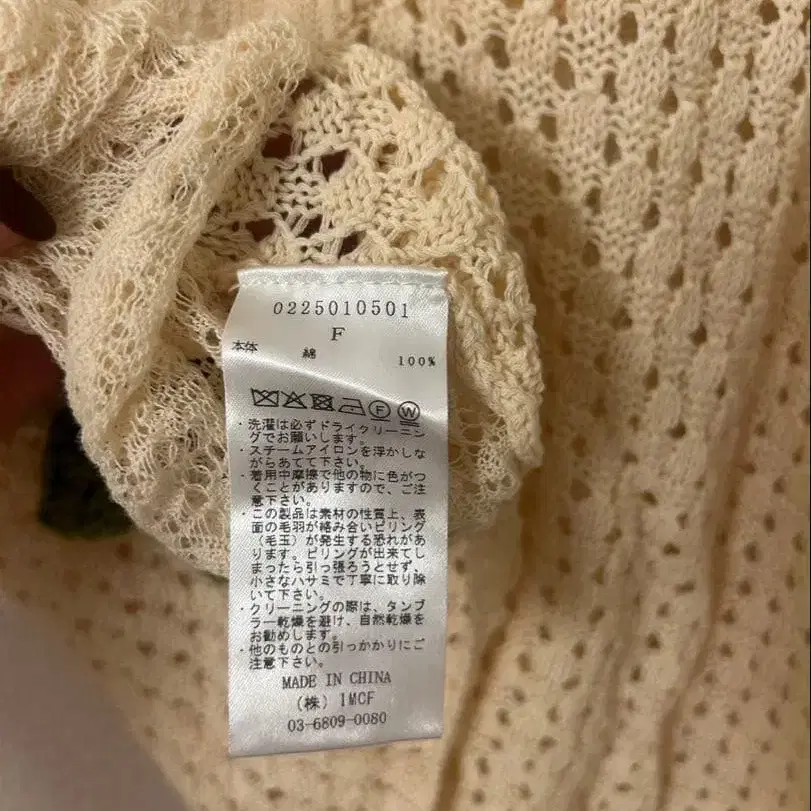 0225010501
F
本体 綿 100%
F W
・洗濯は必ずドライクリーニン
グでお願いします。
・スチームアイロンを浮かしな
がらあてて下さい。
・着用中摩擦で他の物に色がつ
くことがありますので、ご注
意下さい。
・この製品は素材の性質上、表
面の毛羽が絡み合いピリング
(毛玉)が発生する恐れがあ
ります。ピリングが出来てし
まったら引っ張ろうとせず、
小さなハサミで丁寧に取り除
いて下さい。
・クリーニングの際は、タンブ
ラー乾燥を避け、自然乾燥を
お勧めします。
・他のものとの引っかかりにご
注意下さい。
MADE IN CHINA
(株) IMCF
03-6809-0080